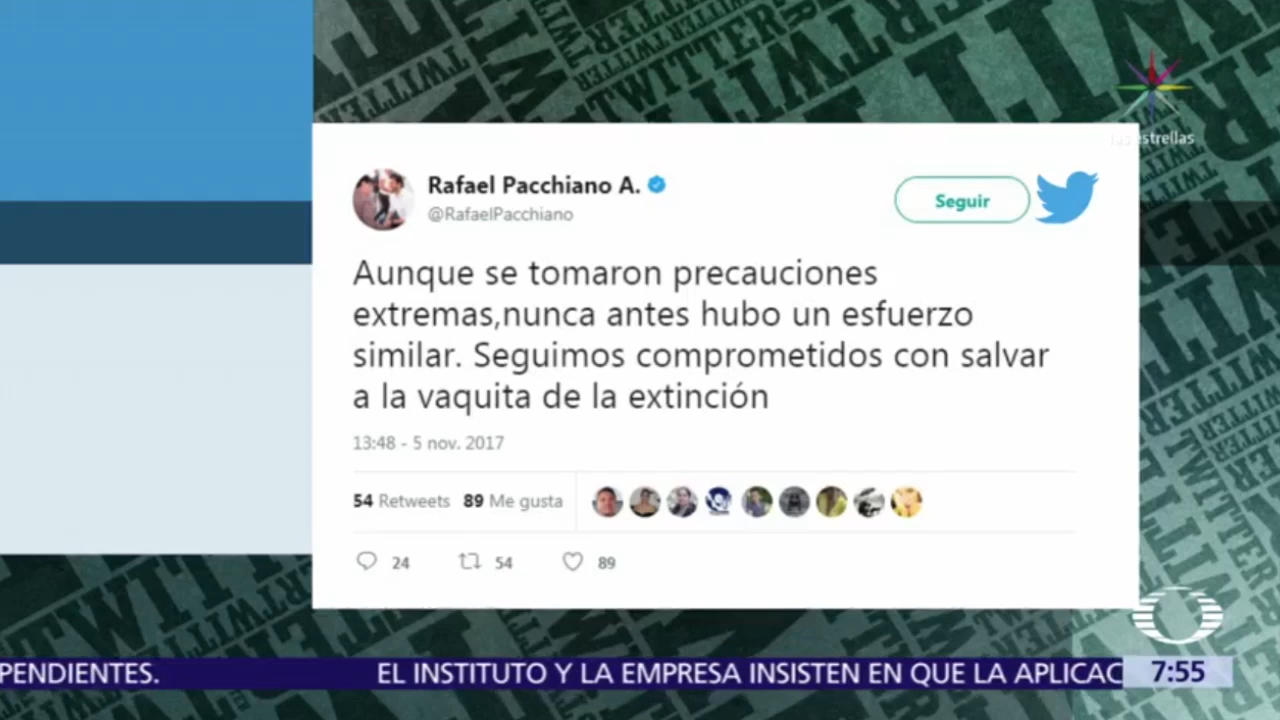 las estrellas
Rafael Pacchiano A.
@RafaelPacchiano
Seguir
Aunque se tomaron precauciones
extremas,nunca antes hubo un esfuerzo
similar. Seguimos comprometidos con salvar
a la vaquita de la extinción
13:48 - 5 nov. 2017
54 Retweets 89 Me gusta
24 54 89
PENDIENTES. EL INSTITUTO Y LA EMPRESA INSISTEN EN QUE LA APLICAC
7:55
TWITTER